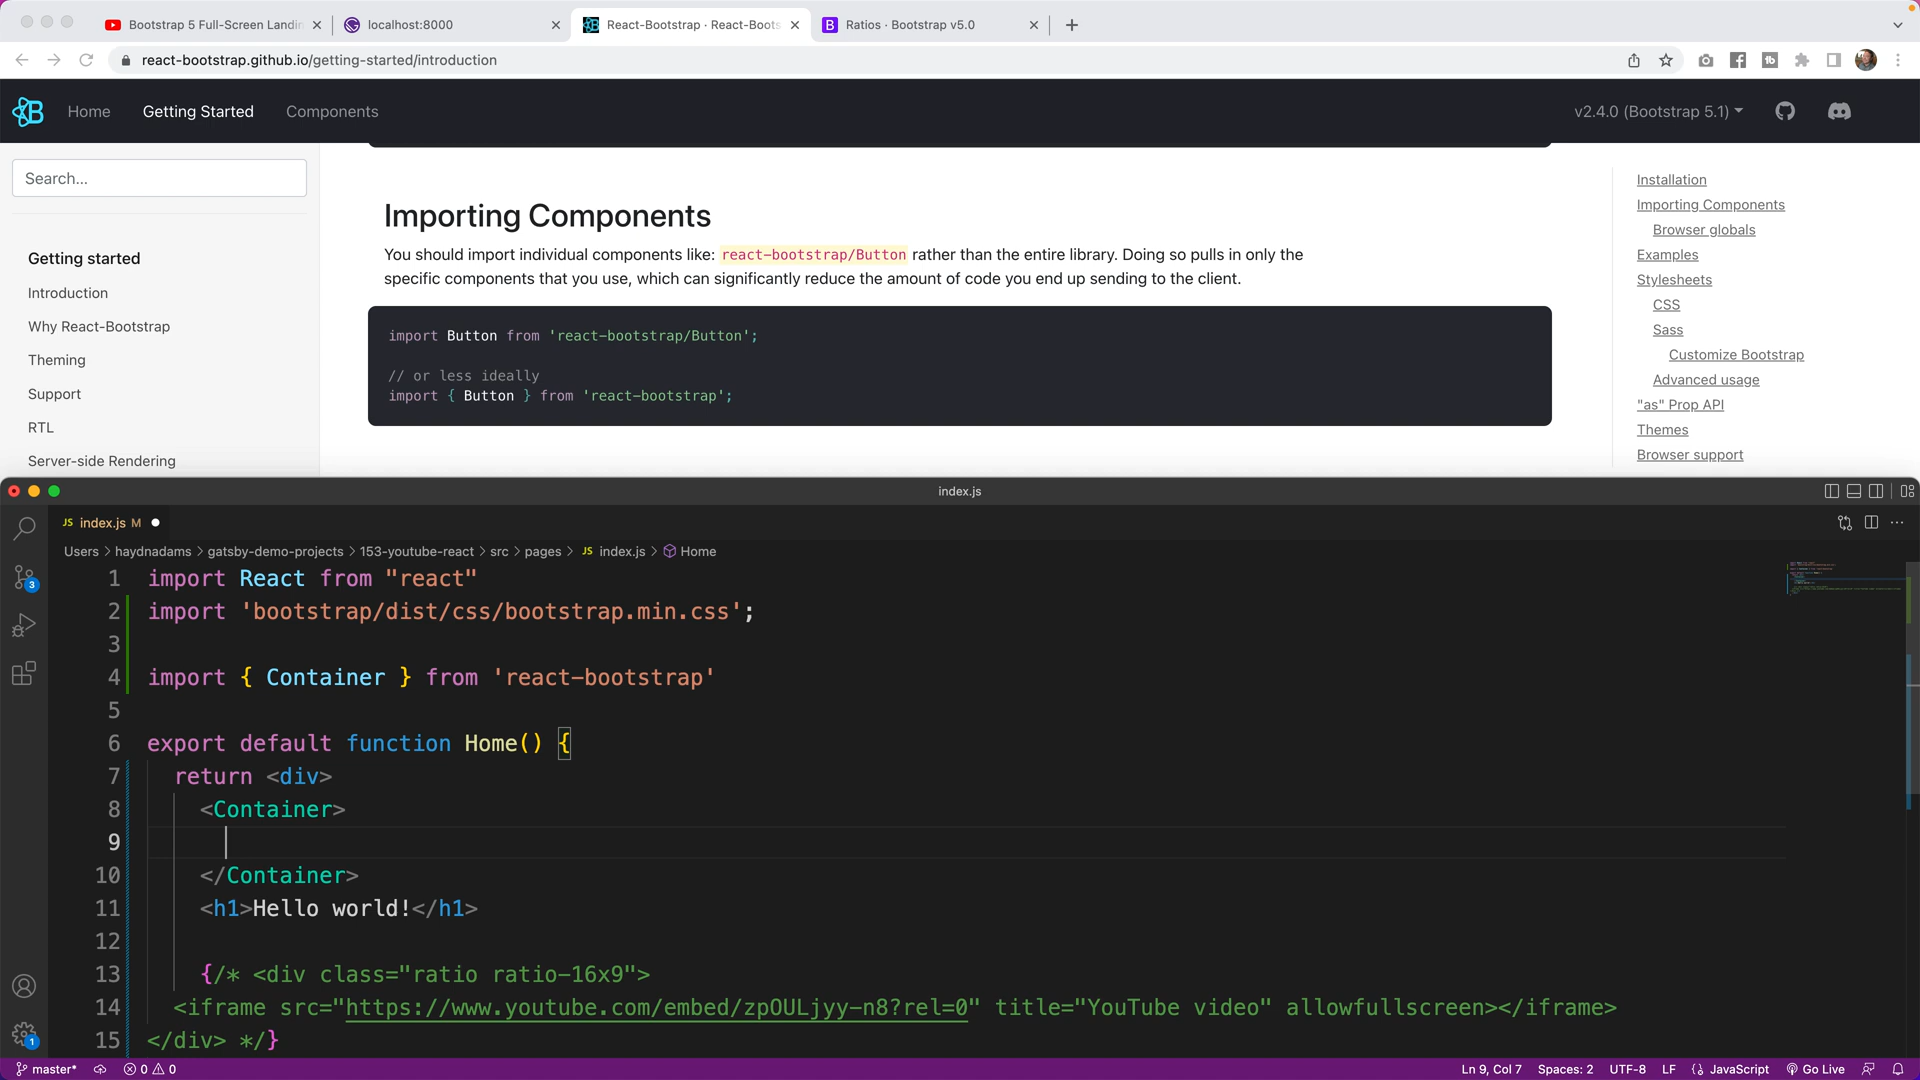 Bootstrap 5 Full-Screen Landin
localhost:8000
React-Bootstrap · React-Boots
Ratios · Bootstrap v5.0
react-bootstrap.github.io/getting-started/introduction
Home
Getting Started
Components
v2.4.0 (Bootstrap 5.1)
Search...
Getting started
Introduction
Why React-Bootstrap
Theming
Support
RTL
Server-side Rendering
Importing Components
You should import individual components like: react-bootstrap/Button rather than the entire library. Doing so pulls in only the
specific components that you use, which can significantly reduce the amount of code you end up sending to the client.
import Button from 'react-bootstrap/Button';
// or less ideally
import { Button } from 'react-bootstrap';
Installation
Importing Components
Browser globals
Examples
Stylesheets
CSS
Sass
Customize Bootstrap
Advanced usage
"as" Prop API
Themes
Browser support
index.js
JS index.js M
Users > haydnadams > gatsby-demo-projects > 153-youtube-react > src > pages > JS index.js > Home
1 import React from "react"
2 import 'bootstrap/dist/css/bootstrap.min.css';
3
4 import { Container } from 'react-bootstrap'
5
6 export default function Home() {
7 return <div>
8 <Container>
9
10 </Container>
11 <h1>Hello world!</h1>
12
13 {/* <div class="ratio ratio-16x9">
14 <iframe src="https://www.youtube.com/embed/zpOULjyy-n8?rel=0" title="YouTube video" allowfullscreen></iframe>
15 </div> */}
3
1
master*
0 0
Ln 9, Col 7
Spaces: 2
UTF-8
LF
JavaScript
Go Live